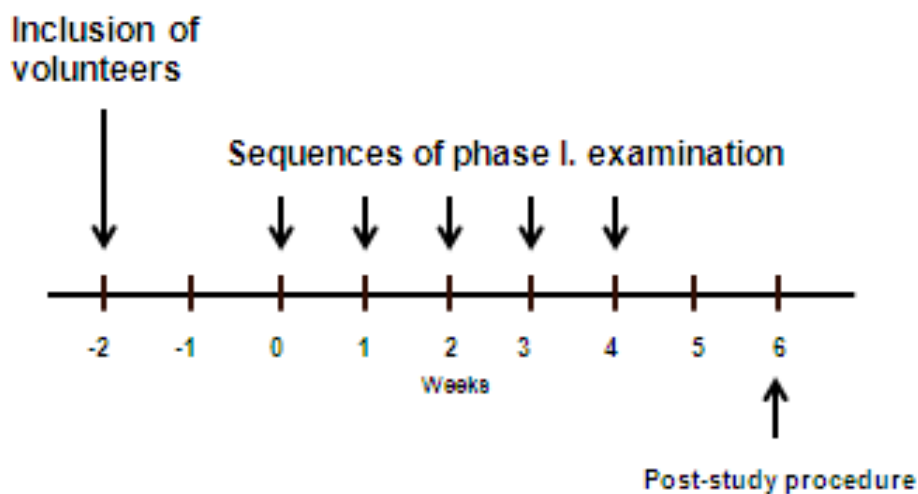 Inclusion of
volunteers
Sequences of phase I. examination
-2 -1 0 1 2 3 4 5 6
Weeks
Post-study procedure